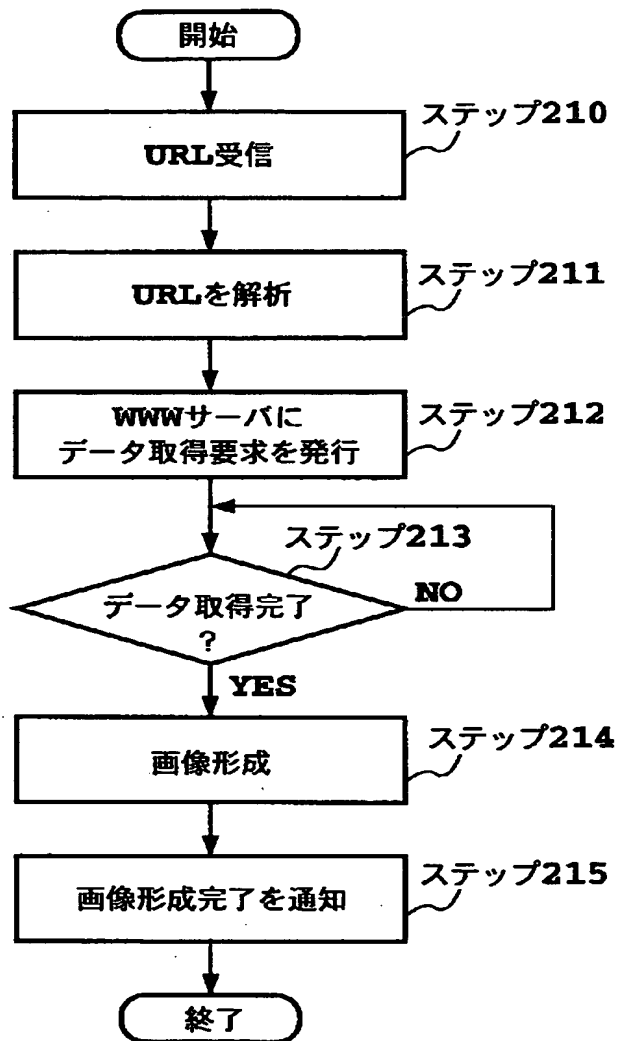 開始
ステップ210
URL受信
ステップ211
URLを解析
ステップ212
WWWサーバに
データ取得要求を発行
ステップ213
データ取得完了
?
NO
YES
ステップ214
画像形成
ステップ215
画像形成完了を通知
終了